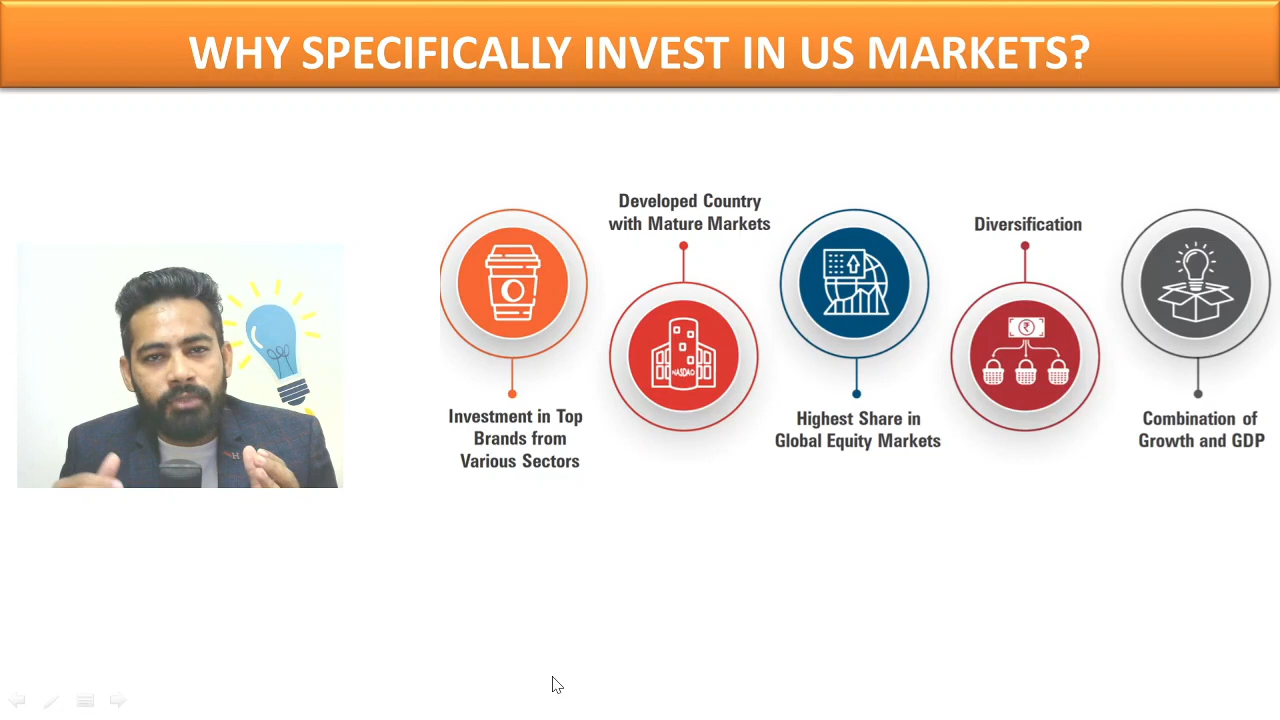 WHY SPECIFICALLY INVEST IN US MARKETS?
Investment in Top
Brands from
Various Sectors
Developed Country
with Mature Markets
NASDAQ
Highest Share in
Global Equity Markets
Diversification
₹
Combination of
Growth and GDP